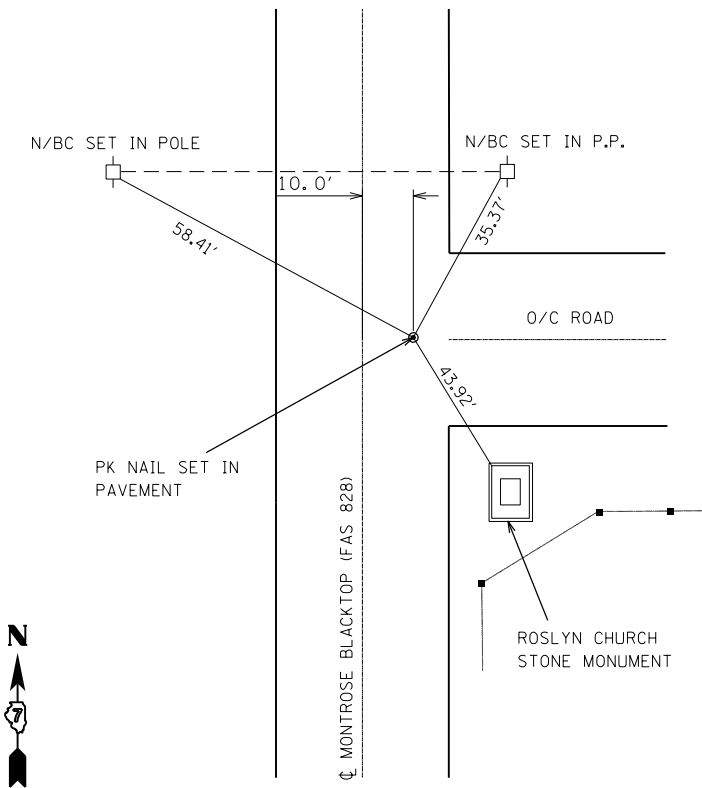 N/BC SET IN POLE
N/BC SET IN P.P.
10.0'
58.41'
35.37'
O/C ROAD
43.92'
PK NAIL SET IN
PAVEMENT
℄ MONTROSE BLACKTOP (FAS 828)
ROSLYN CHURCH
STONE MONUMENT
N
7